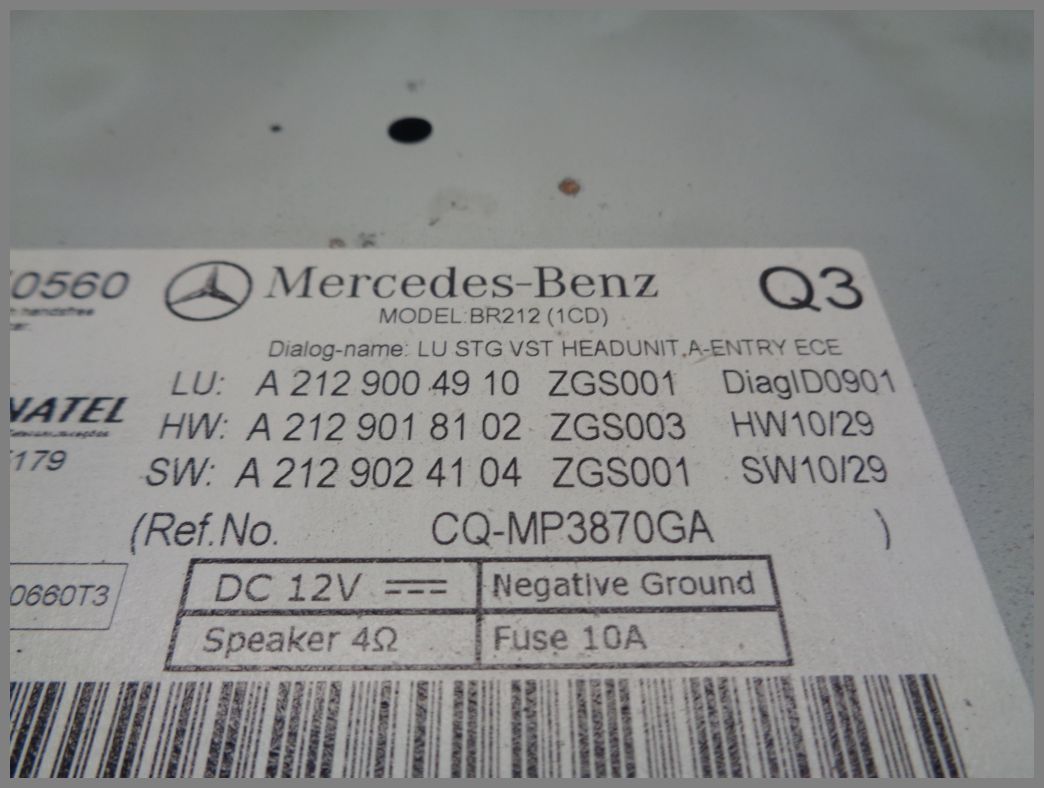 0560 Mercedes-Benz Q3
handsfree MODEL:BR212 (1CD)
Dialog-name: LU STG VST HEADUNIT A-ENTRY ECE
LU: A 212 900 49 10 ZGS001 DiagID0901
NATEL HW: A 212 901 81 02 ZGS003 HW10/29
179 SW: A 212 902 41 04 ZGS001 SW10/29
(Ref.No. CQ-MP3870GA )
0660T3 DC 12V Negative Ground
Speaker 4Ω Fuse 10A